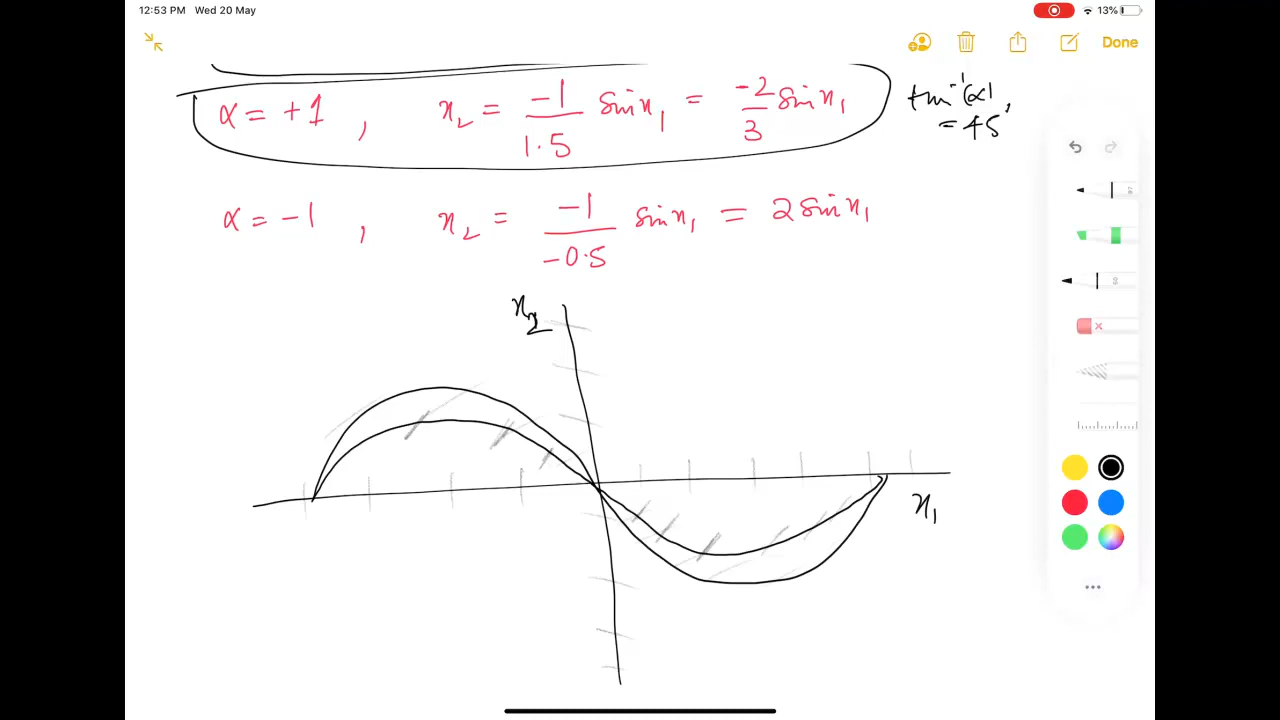 12:53 PM Wed 20 May
13%
Done
α = +1 , x₂ = -1/1.5 sin x₁ = -2/3 sin x₁
tan⁻¹(α) = 45
α = -1 , x₂ = -1/-0.5 sin x₁ = 2 sin x₁
x₂
x₁